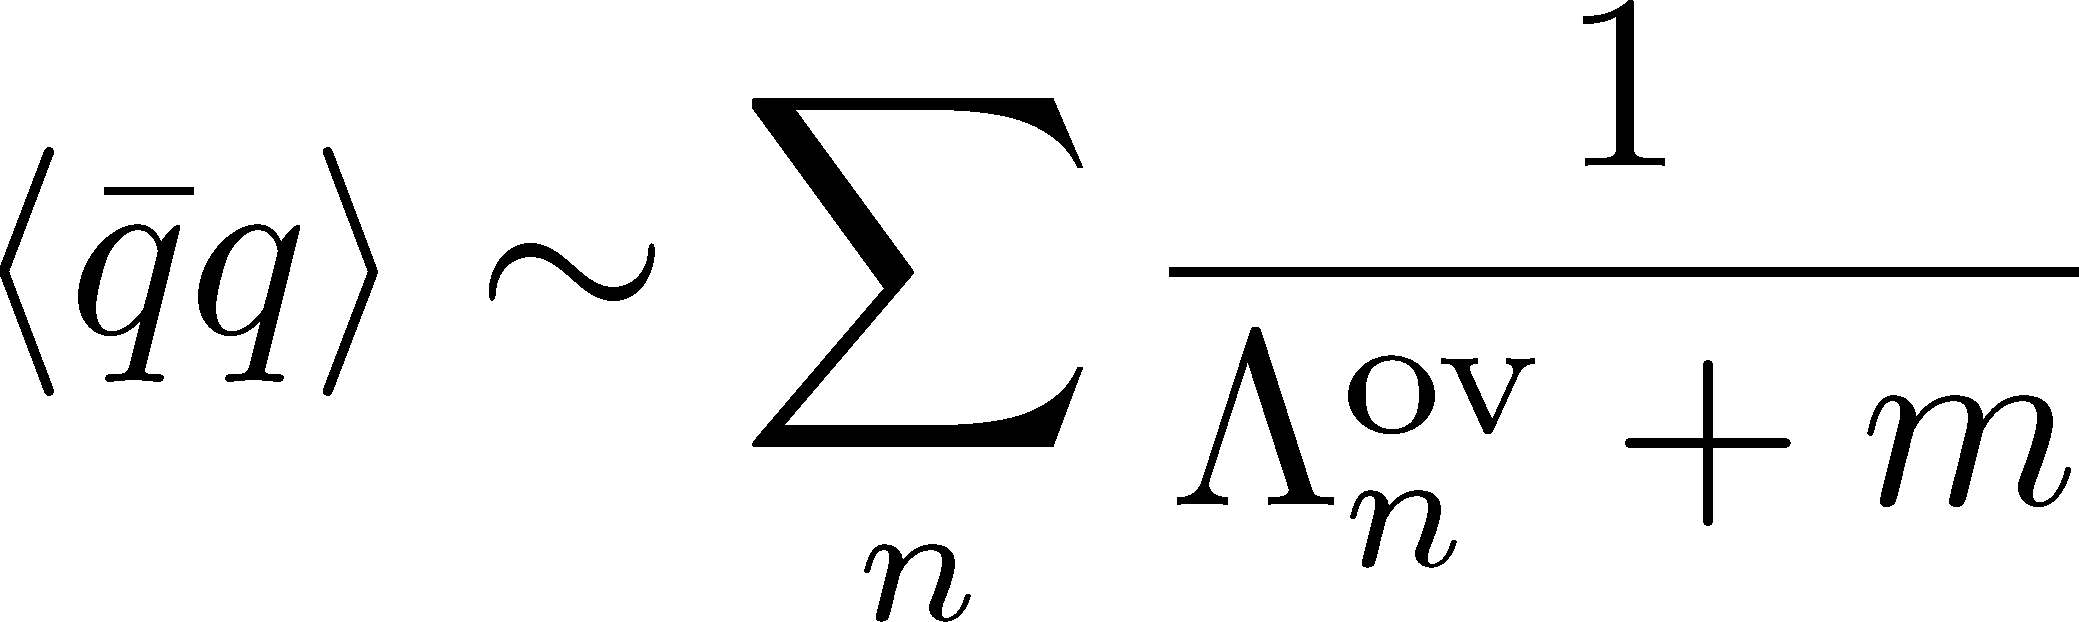 ⟨q̄q⟩ ∼ ∑_n 1/(Λ_n^ov + m)